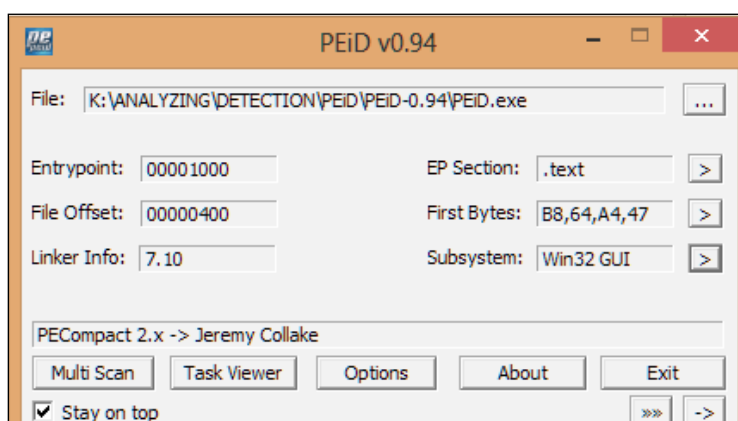 PEiD v0.94
File: K:\ANALYZING\DETECTION\PEiD\PEiD-0.94\PEiD.exe ...
Entrypoint: 00001000 EP Section: .text >
File Offset: 00000400 First Bytes: B8,64,A4,47 >
Linker Info: 7.10 Subsystem: Win32 GUI >
PECompact 2.x -> Jeremy Collake
Multi Scan Task Viewer Options About Exit
Stay on top »» ->